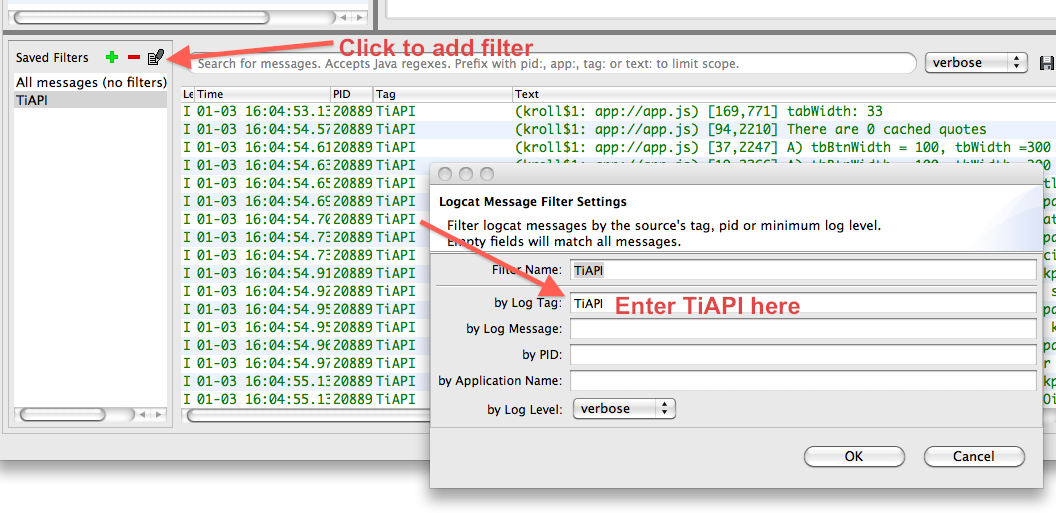 Click to add filter
Saved Filters
Search for messages. Accepts Java regexes. Prefix with pid:, app:, tag: or text: to limit scope.
verbose
All messages (no filters)
TiAPI
Le Time PID Tag Text
I 01-03 16:04:53.13 20889 TiAPI (kroll$1: app://app.js) [169,771] tabWidth: 33
I 01-03 16:04:54.57 20889 TiAPI (kroll$1: app://app.js) [94,2210] There are 0 cached quotes
I 01-03 16:04:54.61 20889 TiAPI (kroll$1: app://app.js) [37,2247] A) tbBtnWidth = 100, tbWidth =300
I 01-03 16:04:54.63 20889 TiAPI
I 01-03 16:04:54.65 20889 TiAPI
I 01-03 16:04:54.69 20889 TiAPI
I 01-03 16:04:54.70 20889 TiAPI
I 01-03 16:04:54.73 20889 TiAPI
I 01-03 16:04:54.73 20889 TiAPI
I 01-03 16:04:54.91 20889 TiAPI
I 01-03 16:04:54.92 20889 TiAPI
I 01-03 16:04:54.95 20889 TiAPI
I 01-03 16:04:54.95 20889 TiAPI
I 01-03 16:04:54.96 20889 TiAPI
I 01-03 16:04:54.97 20889 TiAPI
I 01-03 16:04:55.13 20889 TiAPI
I 01-03 16:04:55.13 20889 TiAPI
Logcat Message Filter Settings
Filter logcat messages by the source's tag, pid or minimum log level.
Empty fields will match all messages.
Filter Name: TiAPI
by Log Tag: TiAPI
Enter TiAPI here
by Log Message:
by PID:
by Application Name:
by Log Level: verbose
OK Cancel